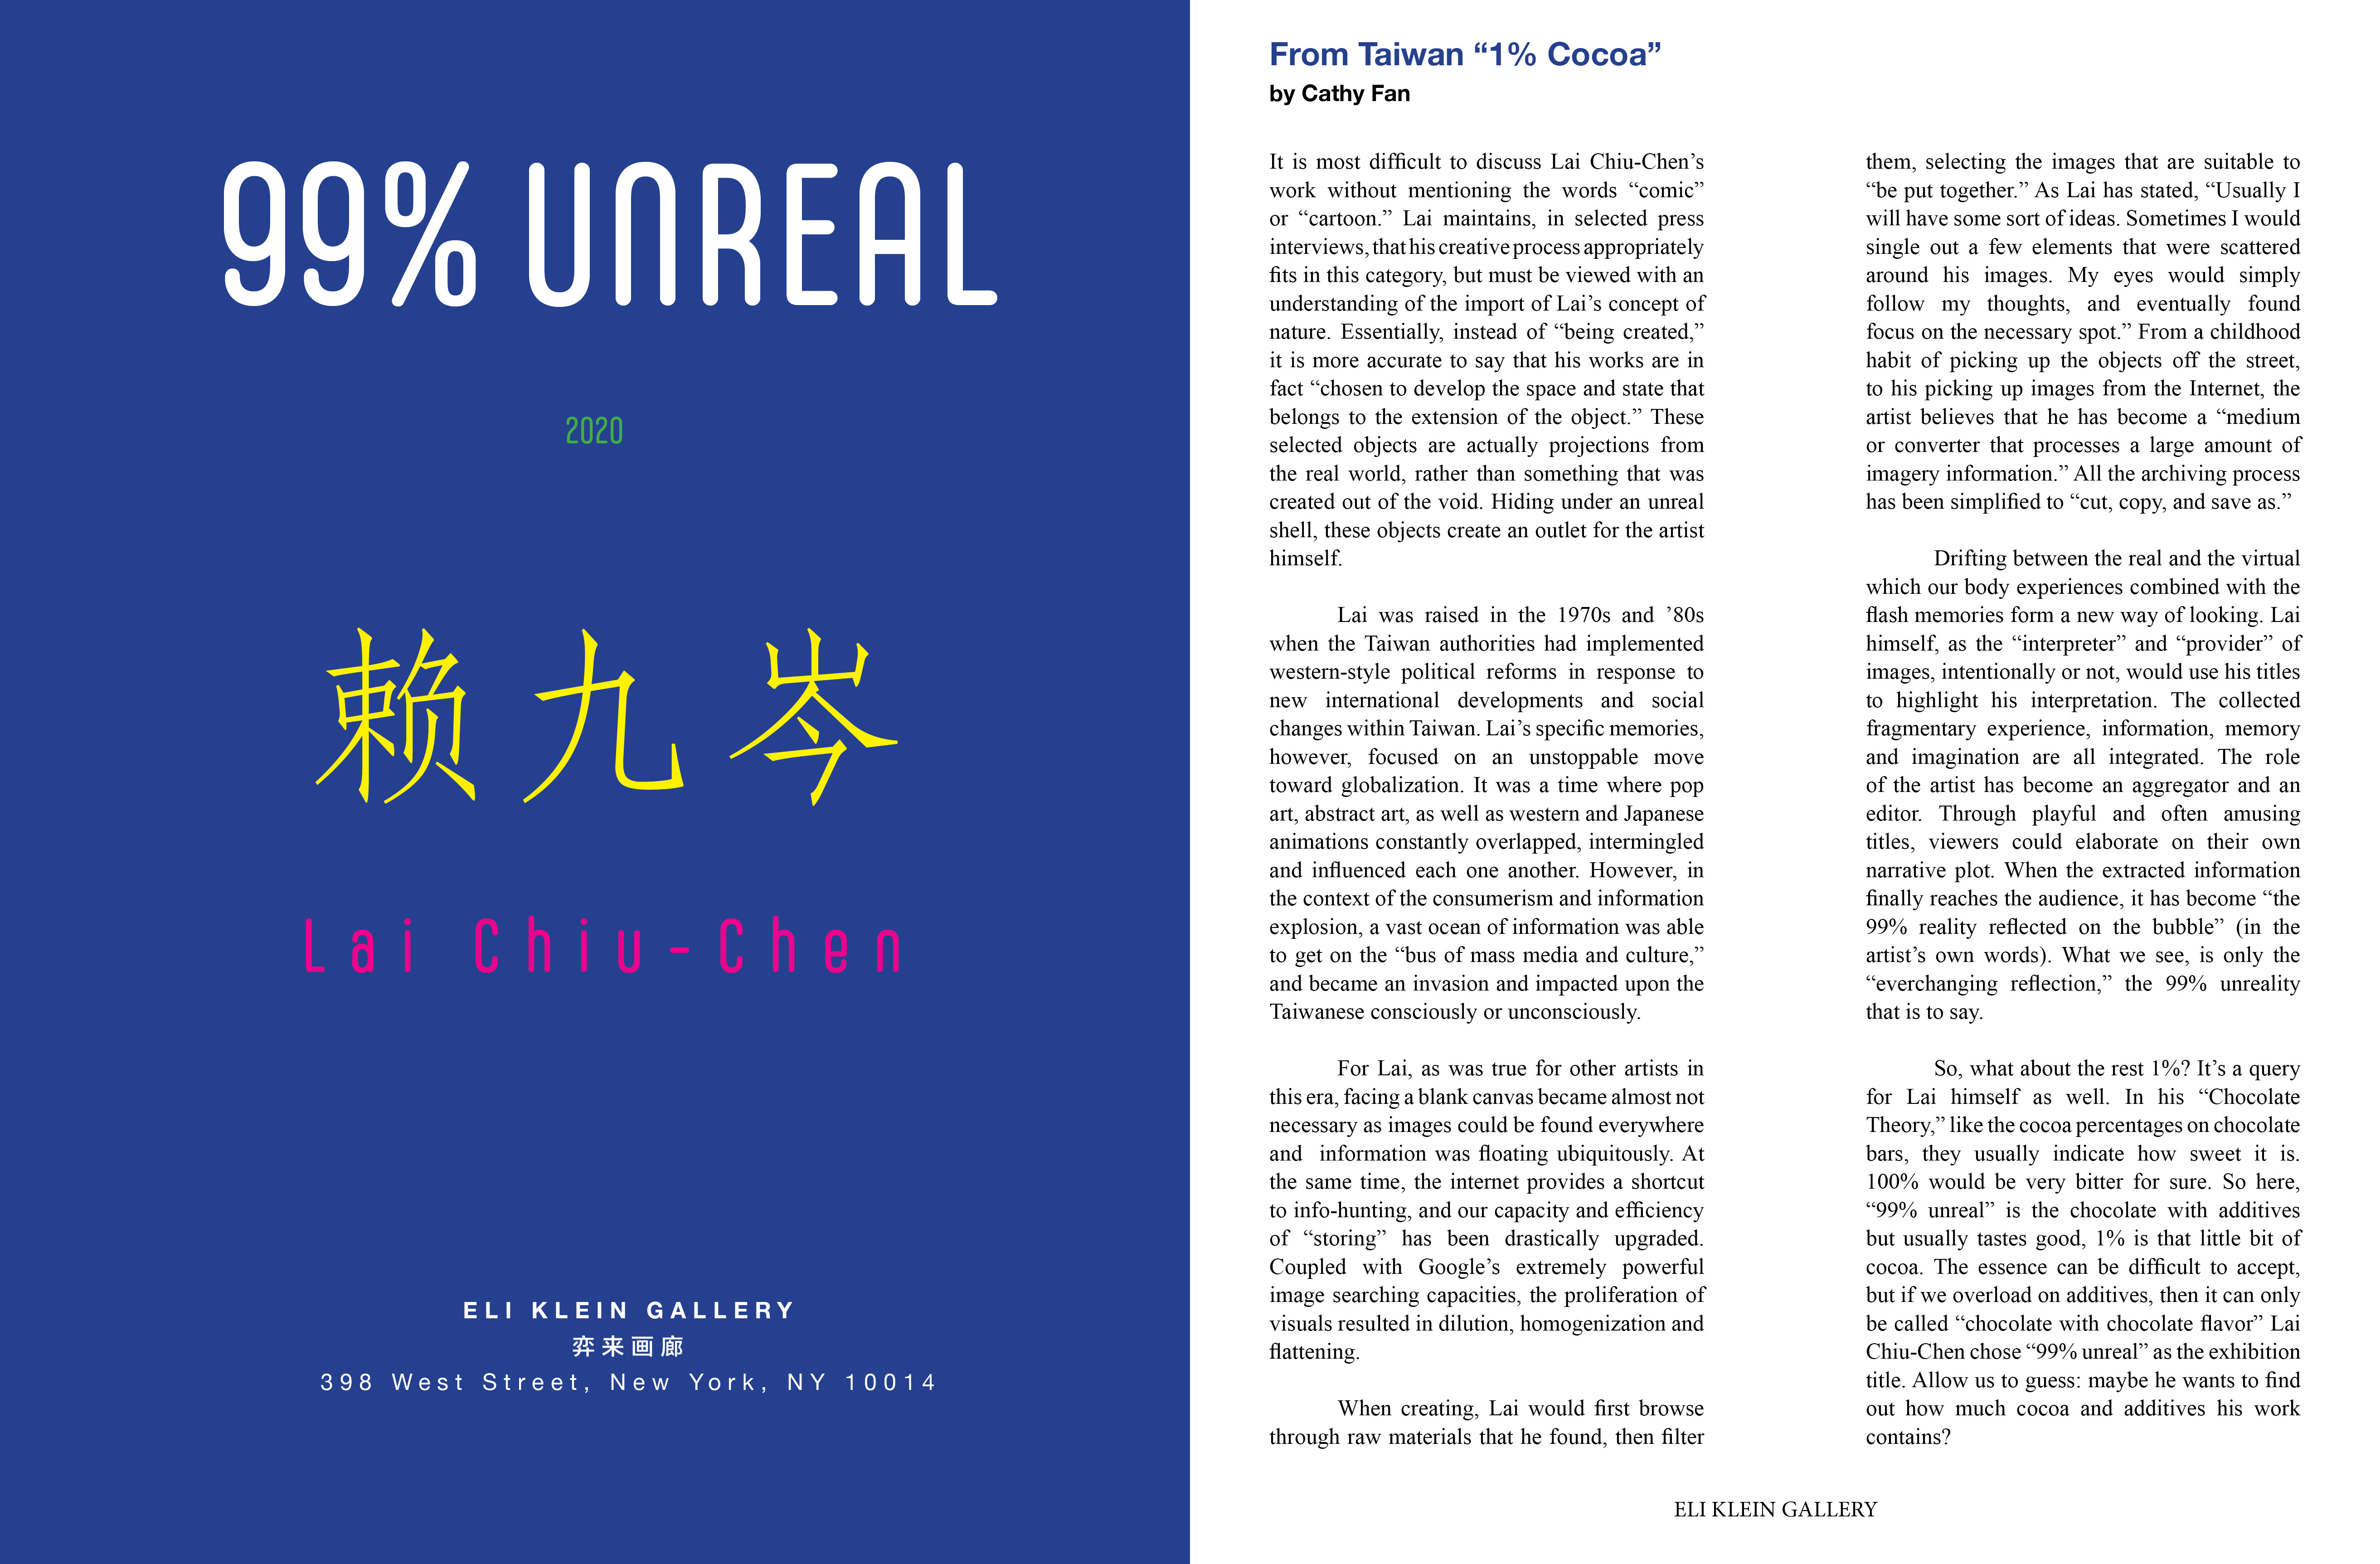 99% UNREAL
2020
赖九岑
Lai Chiu-Chen
ELI KLEIN GALLERY
弈来画廊
398 West Street, New York, NY 10014
From Taiwan “1% Cocoa”
by Cathy Fan
It is most difficult to discuss Lai Chiu-Chen’s
work without mentioning the words “comic”
or “cartoon.” Lai maintains, in selected press
interviews, that his creative process appropriately
fits in this category, but must be viewed with an
understanding of the import of Lai’s concept of
nature. Essentially, instead of “being created,”
it is more accurate to say that his works are in
fact “chosen to develop the space and state that
belongs to the extension of the object.” These
selected objects are actually projections from
the real world, rather than something that was
created out of the void. Hiding under an unreal
shell, these objects create an outlet for the artist
himself.
Lai was raised in the 1970s and ’80s
when the Taiwan authorities had implemented
western-style political reforms in response to
new international developments and social
changes within Taiwan. Lai’s specific memories,
however, focused on an unstoppable move
toward globalization. It was a time where pop
art, abstract art, as well as western and Japanese
animations constantly overlapped, intermingled
and influenced each one another. However, in
the context of the consumerism and information
explosion, a vast ocean of information was able
to get on the “bus of mass media and culture,”
and became an invasion and impacted upon the
Taiwanese consciously or unconsciously.
For Lai, as was true for other artists in
this era, facing a blank canvas became almost not
necessary as images could be found everywhere
and information was floating ubiquitously. At
the same time, the internet provides a shortcut
to info-hunting, and our capacity and efficiency
of “storing” has been drastically upgraded.
Coupled with Google’s extremely powerful
image searching capacities, the proliferation of
visuals resulted in dilution, homogenization and
flattening.
When creating, Lai would first browse
through raw materials that he found, then filter
them, selecting the images that are suitable to
“be put together.” As Lai has stated, “Usually I
will have some sort of ideas. Sometimes I would
single out a few elements that were scattered
around his images. My eyes would simply
follow my thoughts, and eventually found
focus on the necessary spot.” From a childhood
habit of picking up the objects off the street,
to his picking up images from the Internet, the
artist believes that he has become a “medium
or converter that processes a large amount of
imagery information.” All the archiving process
has been simplified to “cut, copy, and save as.”
Drifting between the real and the virtual
which our body experiences combined with the
flash memories form a new way of looking. Lai
himself, as the “interpreter” and “provider” of
images, intentionally or not, would use his titles
to highlight his interpretation. The collected
fragmentary experience, information, memory
and imagination are all integrated. The role
of the artist has become an aggregator and an
editor. Through playful and often amusing
titles, viewers could elaborate on their own
narrative plot. When the extracted information
finally reaches the audience, it has become “the
99% reality reflected on the bubble” (in the
artist’s own words). What we see, is only the
“everchanging reflection,” the 99% unreality
that is to say.
So, what about the rest 1%? It’s a query
for Lai himself as well. In his “Chocolate
Theory,” like the cocoa percentages on chocolate
bars, they usually indicate how sweet it is.
100% would be very bitter for sure. So here,
“99% unreal” is the chocolate with additives
but usually tastes good, 1% is that little bit of
cocoa. The essence can be difficult to accept,
but if we overload on additives, then it can only
be called “chocolate with chocolate flavor” Lai
Chiu-Chen chose “99% unreal” as the exhibition
title. Allow us to guess: maybe he wants to find
out how much cocoa and additives his work
contains?
ELI KLEIN GALLERY